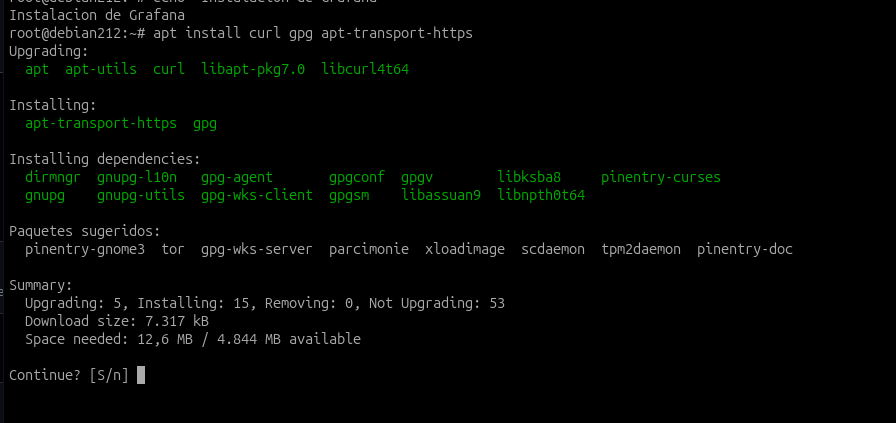 Instalacion de Grafana
root@debian212:~# apt install curl gpg apt-transport-https
Upgrading:
  apt  apt-utils  curl  libapt-pkg7.0  libcurl4t64

Installing:
  apt-transport-https  gpg

Installing dependencies:
  dirmngr  gnupg-l10n   gpg-agent       gpgconf  gpgv        libksba8     pinentry-curses
  gnupg    gnupg-utils  gpg-wks-client  gpgsm    libassuan9  libnpth0t64

Paquetes sugeridos:
  pinentry-gnome3  tor  gpg-wks-server  parcimonie  xloadimage  scdaemon  tpm2daemon  pinentry-doc

Summary:
  Upgrading: 5, Installing: 15, Removing: 0, Not Upgrading: 53
  Download size: 7.317 kB
  Space needed: 12,6 MB / 4.844 MB available

Continue? [S/n]